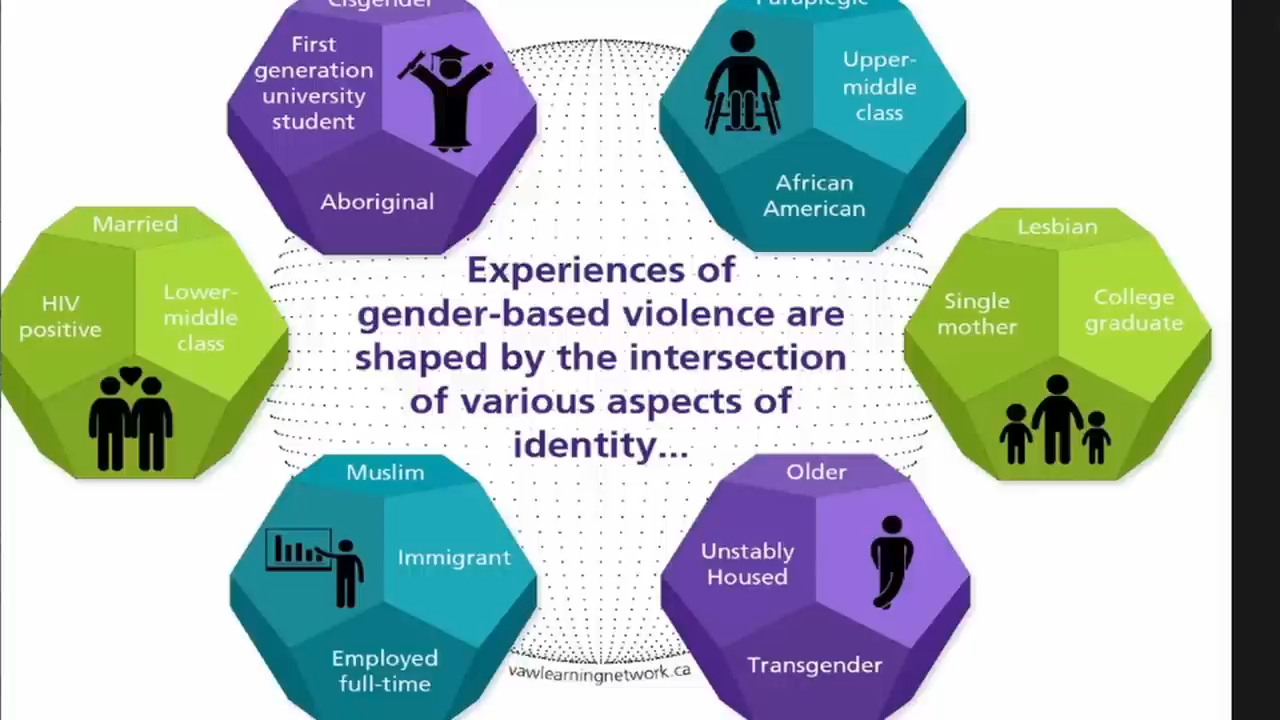 Cisgender
First
generation
university
student
Aboriginal
Paraplegic
Upper-
middle
class
African
American
Married
HIV
positive
Lower-
middle
class
Experiences of
gender-based violence are
shaped by the intersection
of various aspects of
identity...
Lesbian
Single
mother
College
graduate
Muslim
Immigrant
Employed
full-time
Older
Unstably
Housed
Transgender
vawlearningnetwork.ca